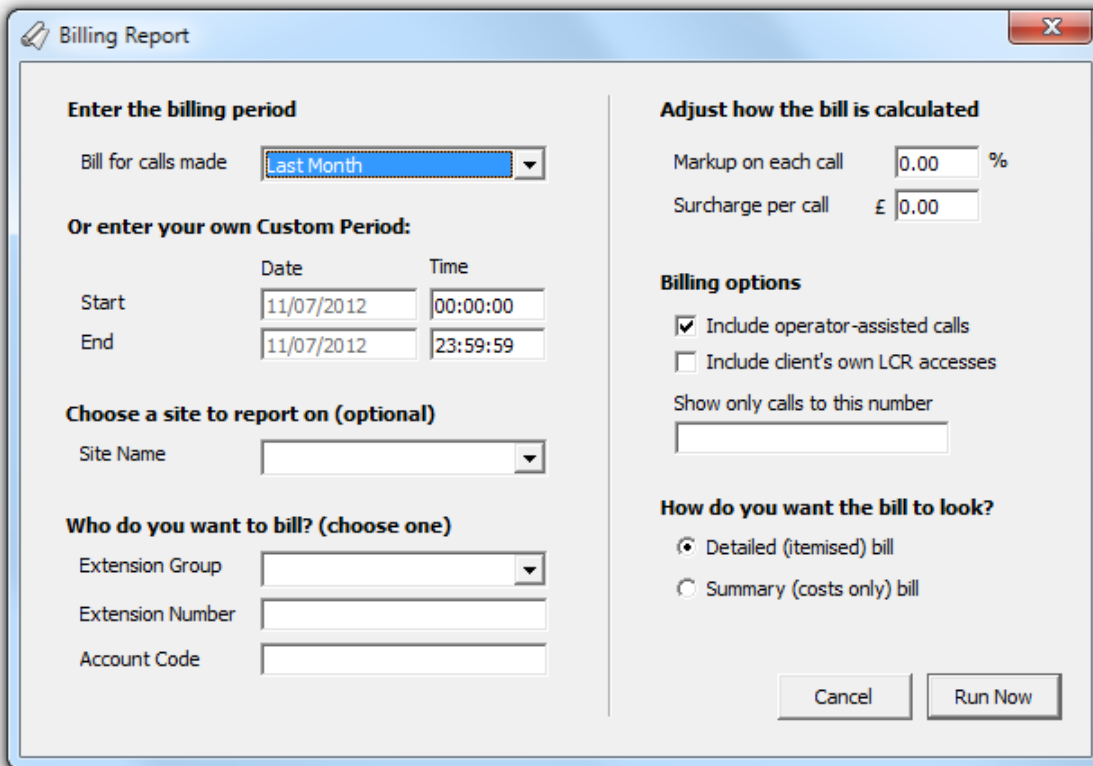 Billing Report
Enter the billing period
Bill for calls made Last Month
Or enter your own Custom Period:
Date Time
Start 11/07/2012 00:00:00
End 11/07/2012 23:59:59
Choose a site to report on (optional)
Site Name
Who do you want to bill? (choose one)
Extension Group
Extension Number
Account Code
Adjust how the bill is calculated
Markup on each call 0.00 %
Surcharge per call £ 0.00
Billing options
Include operator-assisted calls
Include client's own LCR accesses
Show only calls to this number
How do you want the bill to look?
Detailed (itemised) bill
Summary (costs only) bill
Cancel Run Now